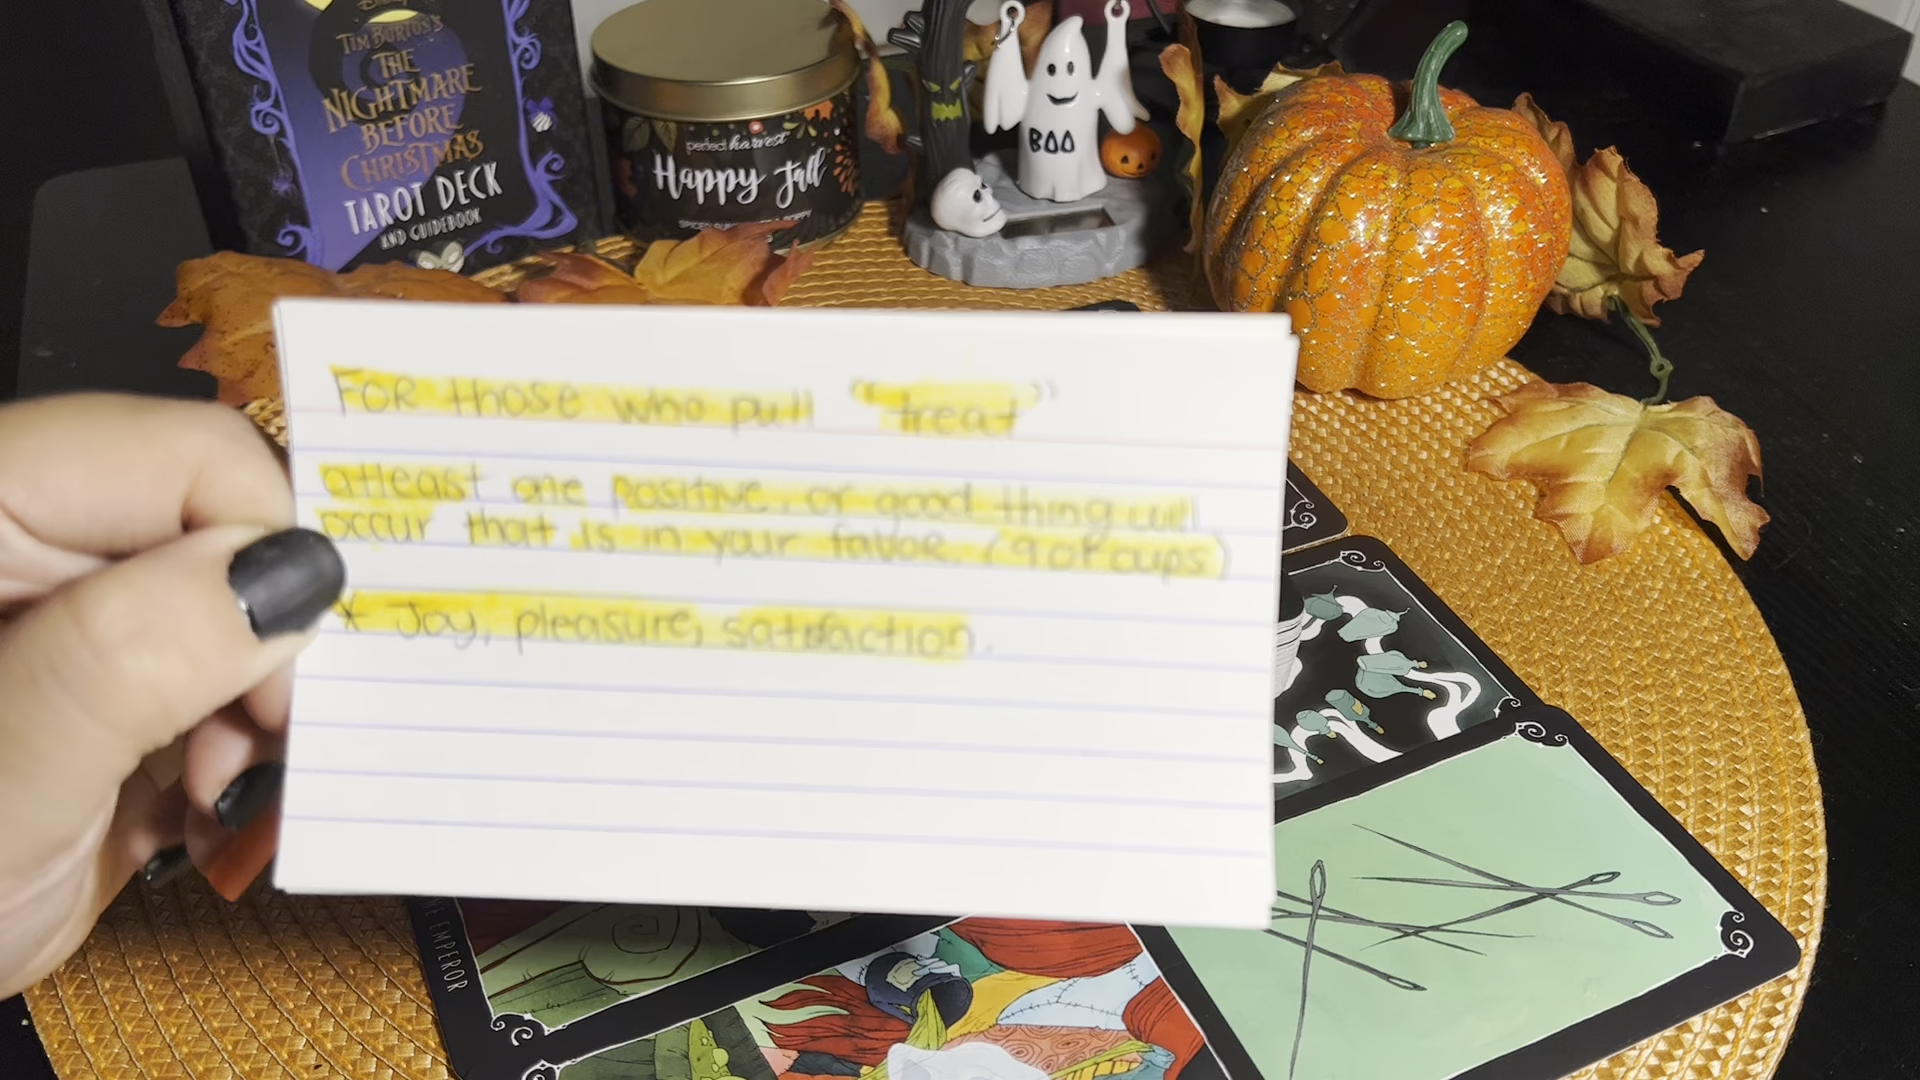 Disney
TIM BURTON'S
THE
NIGHTMARE
BEFORE
CHRISTMAS
TAROT DECK
AND GUIDEBOOK
perfect harvest
Happy Fall
BOO
FOR those who pull "treat"
atleast one positive, or good thing will
occur that is in your favor. (9 of cups)
* Joy, pleasure, satisfaction.
EMPEROR